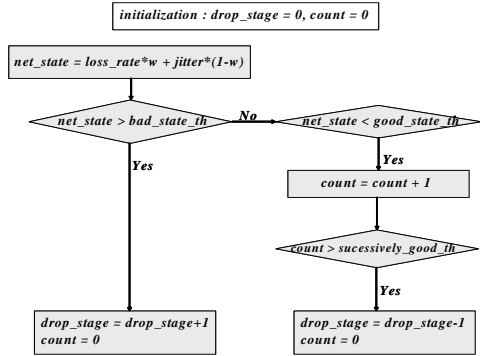 initialization : drop_stage = 0, count = 0
net_state = loss_rate*w + jitter*(1-w)
net_state > bad_state_th
No
net_state < good_state_th
Yes
Yes
count = count + 1
count > sucessively_good_th
Yes
drop_stage = drop_stage+1
count = 0
drop_stage = drop_stage-1
count = 0